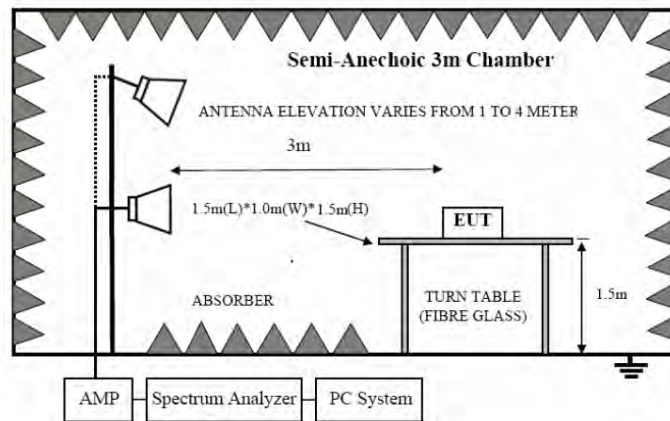 Semi-Anechoic 3m Chamber
ANTENNA ELEVATION VARIES FROM 1 TO 4 METER
3m
1.5m(L)*1.0m(W)*1.5m(H)
EUT
ABSORBER
TURN TABLE
(FIBRE GLASS)
1.5m
AMP
Spectrum Analyzer
PC System